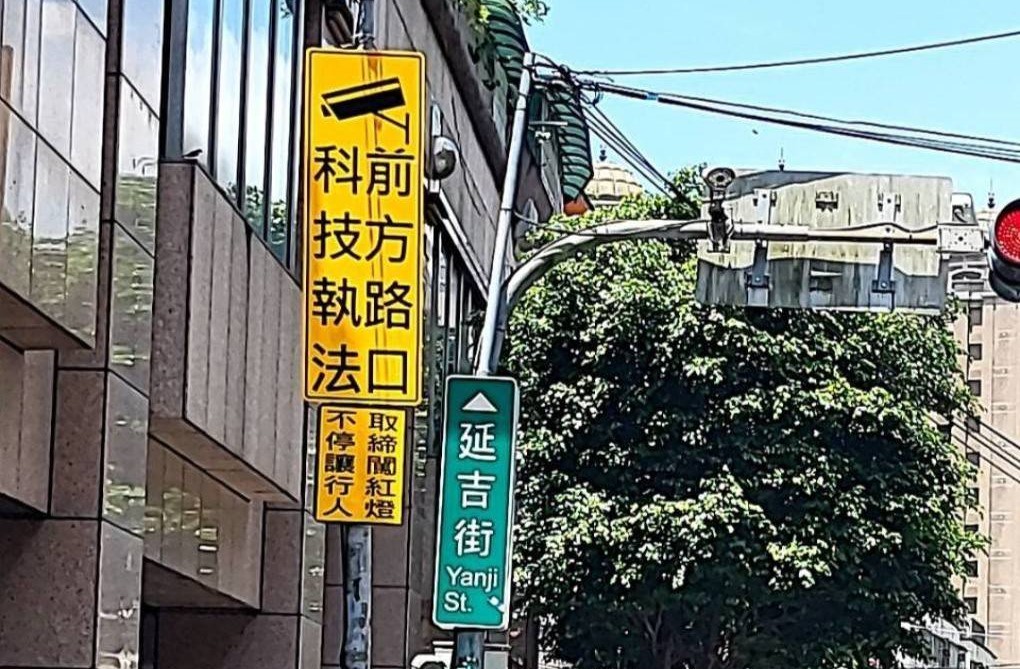 前方路口
科技執法
取締闖紅燈
不停讓行人
延吉街
Yanji
St.